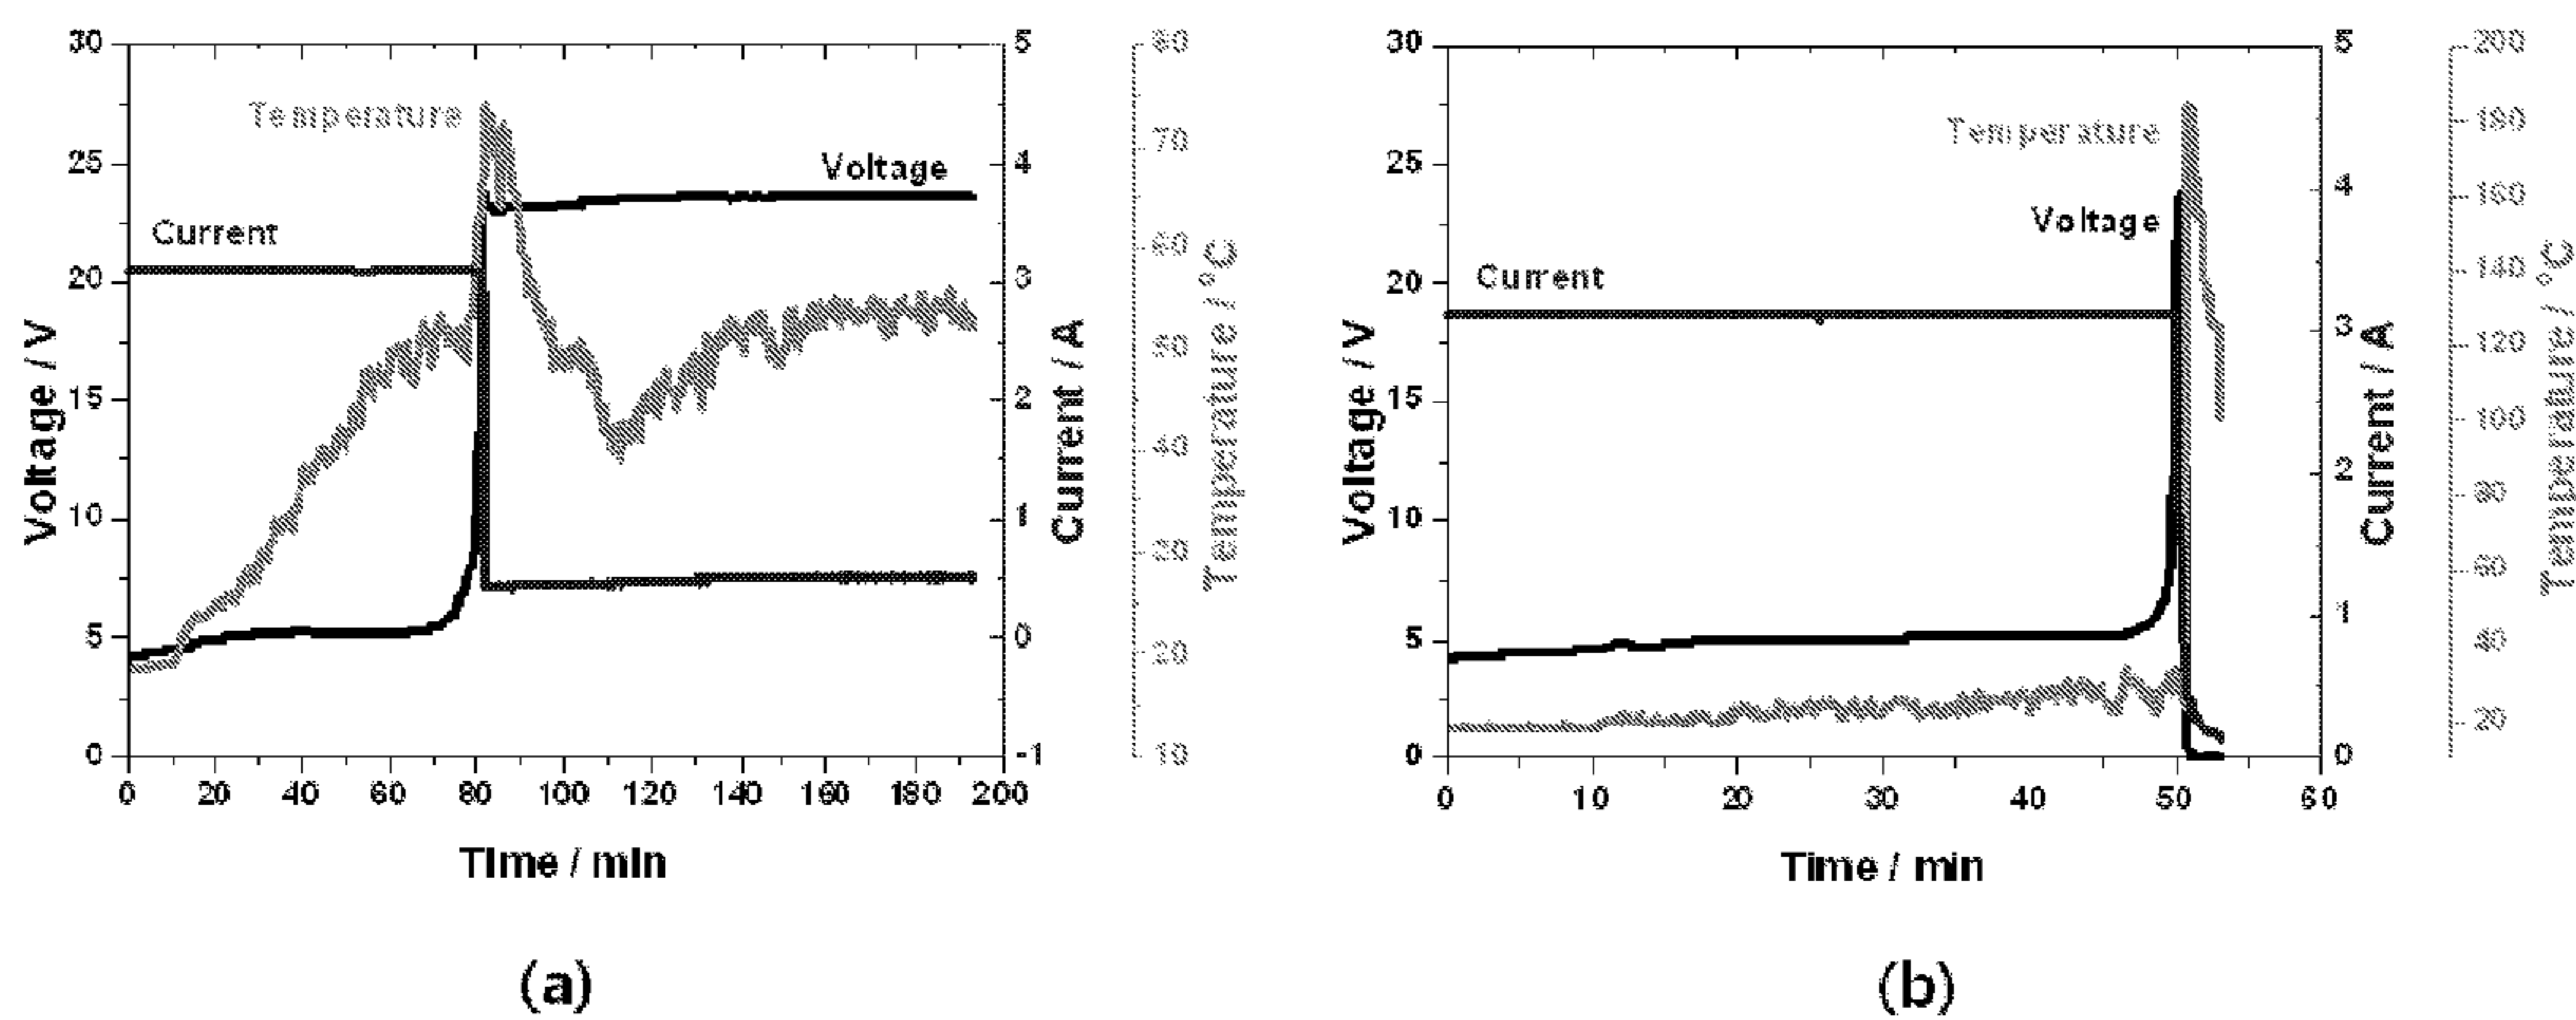 30
25
20
15
10
5
0
Voltage / V
Temperature
Voltage
Current
5
4
3
2
1
0
-1
Current / A
80
70
60
50
40
30
20
10
Temperature / °C
0 20 40 60 80 100 120 140 160 180 200
Time / min
(a)
30
25
20
15
10
5
0
Voltage / V
Temperature
Voltage
Current
5
4
3
2
1
0
Current / A
200
180
160
140
120
100
80
60
40
20
Temperature / °C
0 10 20 30 40 50 60
Time / min
(b)